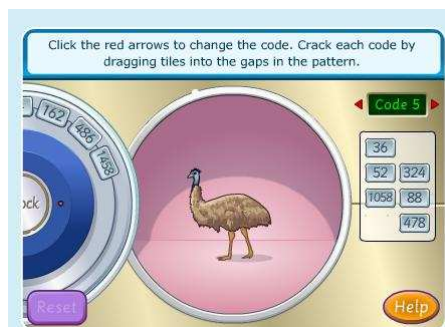 Click the red arrows to change the code. Crack each code by
dragging tiles into the gaps in the pattern.
Code 5
162
486
1458
36
52 324
1058 88
478
ock
Reset
Help